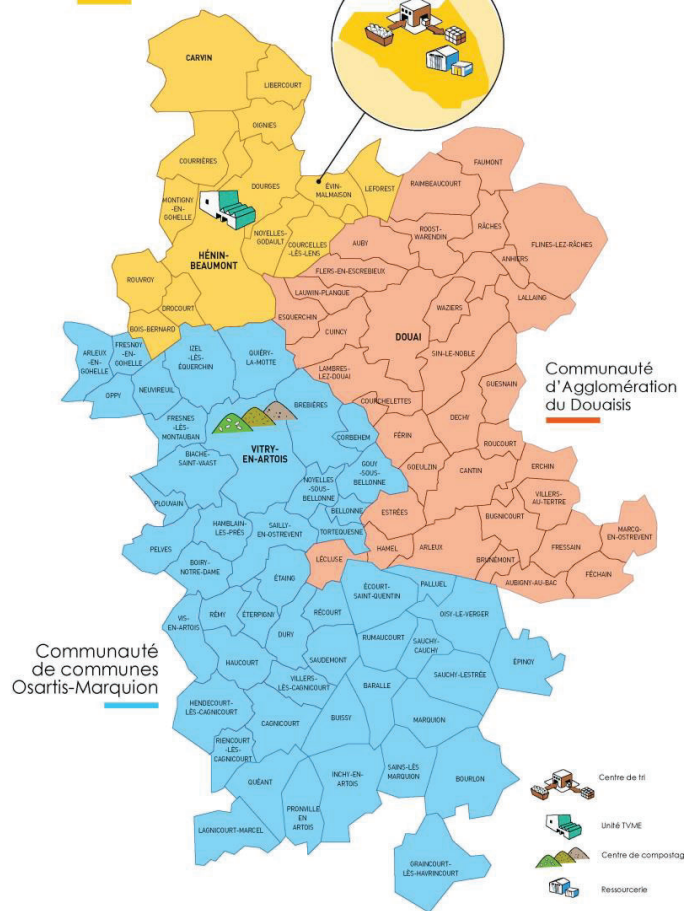 CARVIN
LIBERCOURT
OIGNIES
COURRIÈRES
DOURGES
ÉVIN-
MALMAISON
LEFOREST
MONTIGNY
-EN-
GOHELLE
NOYELLES-
GODAULT
COURCELLES
-LÈS-LENS
HÉNIN-
BEAUMONT
ROUVROY
DROCOURT
BOIS-BERNARD
FAUMONT
RAIMBEAUCOURT
RÂCHES
ROOST-
WARENDIN
FLINES-LEZ-RÂCHES
AUBY
ANHIERS
FLERS-EN-ESCREBIEUX
LALLAING
LAUWIN-PLANQUE
WAZIERS
ESQUERCHIN
CUINCY
DOUAI
SIN-LE-NOBLE
LAMBRES-
LEZ-DOUAI
GUESNAIN
COURCHELETTES
DECHY
FÉRIN
ROUCOURT
GOEULZIN
CANTIN
ERCHIN
VILLERS-
AU-TERTRE
ESTRÉES
BUGNICOURT
MARCQ-
EN-OSTREVENT
HAMEL
ARLEUX
FRESSAIN
BRUNÉMONT
FÉCHAIN
AUBIGNY-AU-BAC
LÉCLUSE
Communauté
d'Agglomération
du Douaisis
ARLEUX-
EN-
GOHELLE
FRESNOY
-EN-
GOHELLE
IZEL
-LÈS-
ÉQUERCHIN
QUIÉRY-
LA-MOTTE
OPPY
NEUVIREUIL
BREBIÈRES
FRESNES
-LÈS-
MONTAUBAN
VITRY-
EN-ARTOIS
CORBEHEM
BIACHE-
SAINT-VAAST
GOUY
-SOUS-
BELLONNE
NOYELLES
-SOUS-
BELLONNE
PLOUVAIN
BELLONNE
HAMBLAIN
-LES-PRÉS
SAILLY-
EN-OSTREVENT
TORTEQUESNE
PELVES
BOIRY-
NOTRE-DAME
ÉTAING
ÉCOURT-
SAINT-QUENTIN
PALLUEL
VIS-
EN-ARTOIS
RÉMY
ÉTERPIGNY
RÉCOURT
OISY-LE-VERGER
DURY
RUMAUCOURT
SAUCHY-
CAUCHY
HAUCOURT
SAUDEMONT
ÉPINOY
VILLERS-
LÈS-CAGNICOURT
BARALLE
SAUCHY-LESTRÉE
HENDECOURT-
LÈS-CAGNICOURT
CAGNICOURT
BUISSY
MARQUION
RIENCOURT
-LÈS-
CAGNICOURT
QUÉANT
INCHY-EN-
ARTOIS
SAINS-LÈS
MARQUION
BOURLON
LAGNICOURT-MARCEL
PRONVILLE
EN
ARTOIS
GRAINCOURT-
LÈS-HAVRINCOURT
Communauté
de communes
Osartis-Marquion
Centre de tri
Unité TVME
Centre de compostag
Ressourcerie